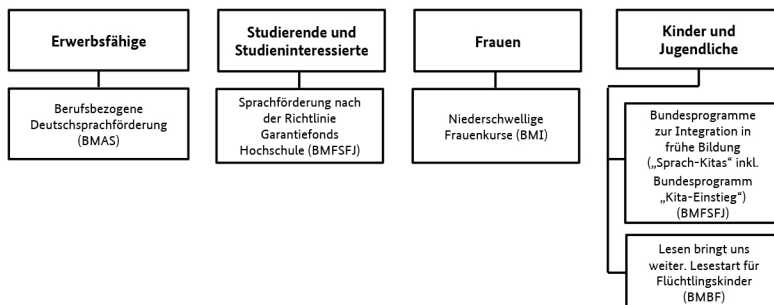 Erwerbsfähige
Berufsbezogene
Deutschsprachförderung
(BMAS)
Studierende und
Studieninteressierte
Sprachförderung nach
der Richtlinie
Garantiefonds
Hochschule (BMFSFJ)
Frauen
Niederschwellige
Frauenkurse (BMI)
Kinder und
Jugendliche
Bundesprogramme
zur Integration in
frühe Bildung
(„Sprach-Kitas“ inkl.
Bundesprogramm
„Kita-Einstieg“)
(BMFSFJ)
Lesen bringt uns
weiter. Lesestart für
Flüchtlingskinder
(BMBF)